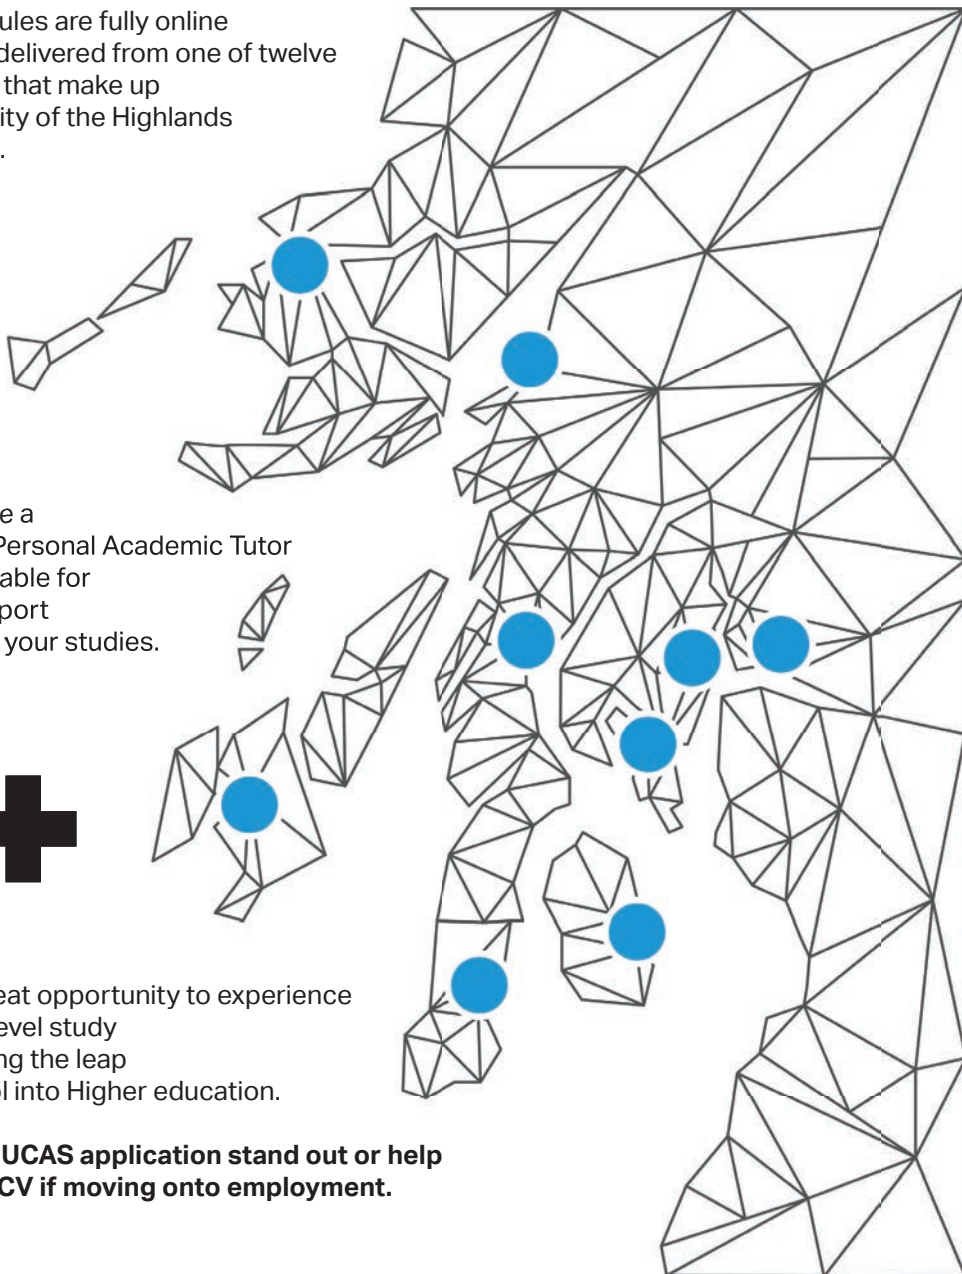 ules are fully online
delivered from one of twelve
that make up
ity of the Highlands
.
e a
Personal Academic Tutor
able for
port
your studies.
eat opportunity to experience
evel study
ng the leap
l into Higher education.
UCAS application stand out or help
CV if moving onto employment.